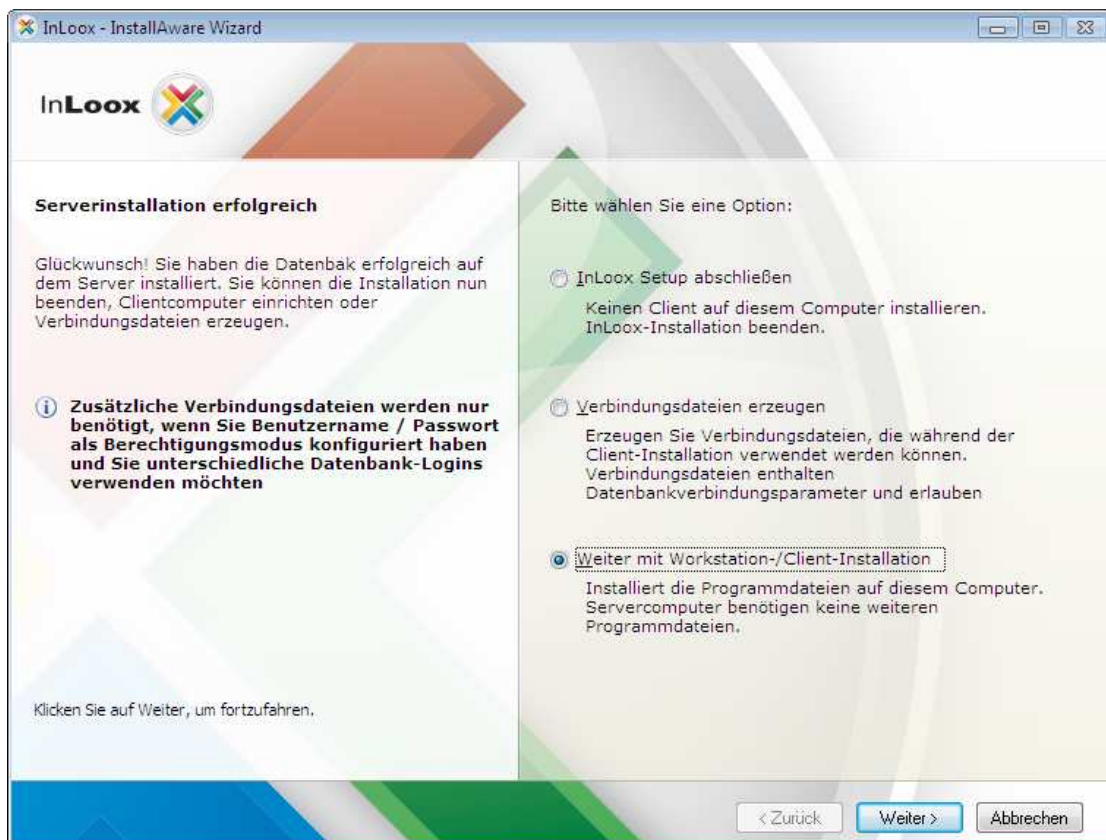 InLoox - InstallAware Wizard
InLoox
Serverinstallation erfolgreich
Glückwunsch! Sie haben die Datenbak erfolgreich auf
dem Server installiert. Sie können die Installation nun
beenden, Clientcomputer einrichten oder
Verbindungsdateien erzeugen.
Zusätzliche Verbindungsdateien werden nur
benötigt, wenn Sie Benutzername / Passwort
als Berechtigungsmodus konfiguriert haben
und Sie unterschiedliche Datenbank-Logins
verwenden möchten
Klicken Sie auf Weiter, um fortzufahren.
Bitte wählen Sie eine Option:
InLoox Setup abschließen
Keinen Client auf diesem Computer installieren.
InLoox-Installation beenden.
Verbindungsdateien erzeugen
Erzeugen Sie Verbindungsdateien, die während der
Client-Installation verwendet werden können.
Verbindungsdateien enthalten
Datenbankverbindungsparameter und erlauben
Weiter mit Workstation-/Client-Installation
Installiert die Programmdateien auf diesem Computer.
Servercomputer benötigen keine weiteren
Programmdateien.
< Zurück
Weiter >
Abbrechen